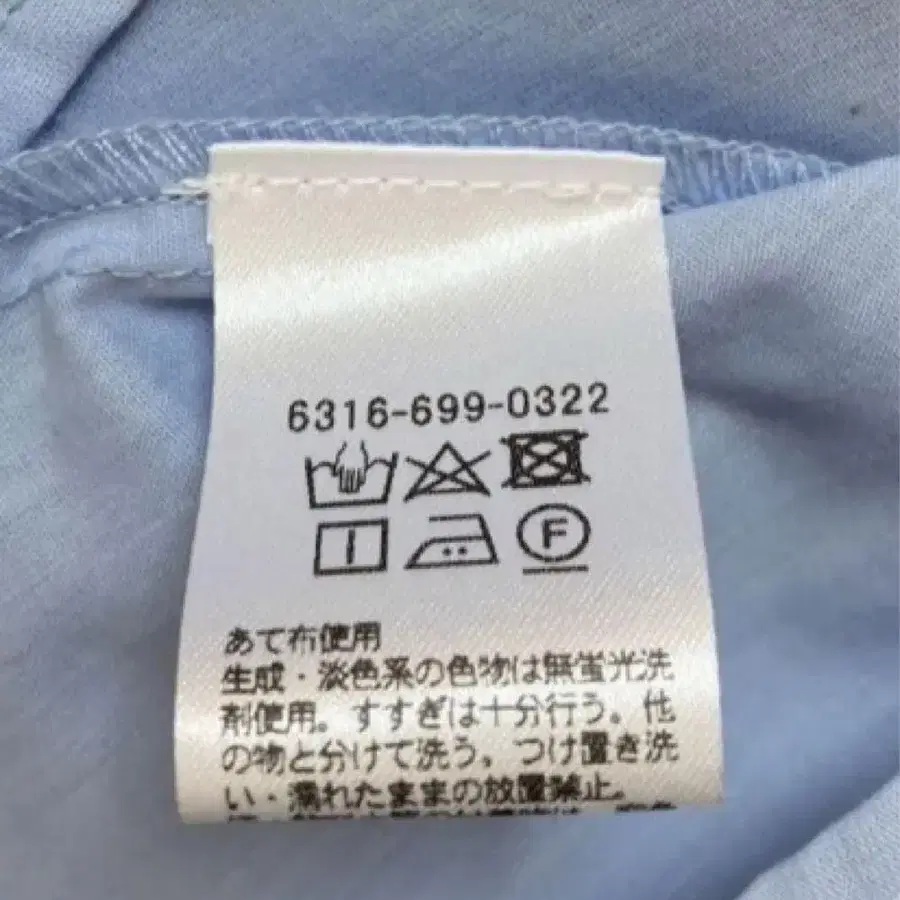 6316-699-0322
F
あて布使用
生成・淡色系の色物は無蛍光洗
剤使用。すすぎは十分行う。他
の物と分けて洗う。つけ置き洗
い・濡れたままの放置禁止。